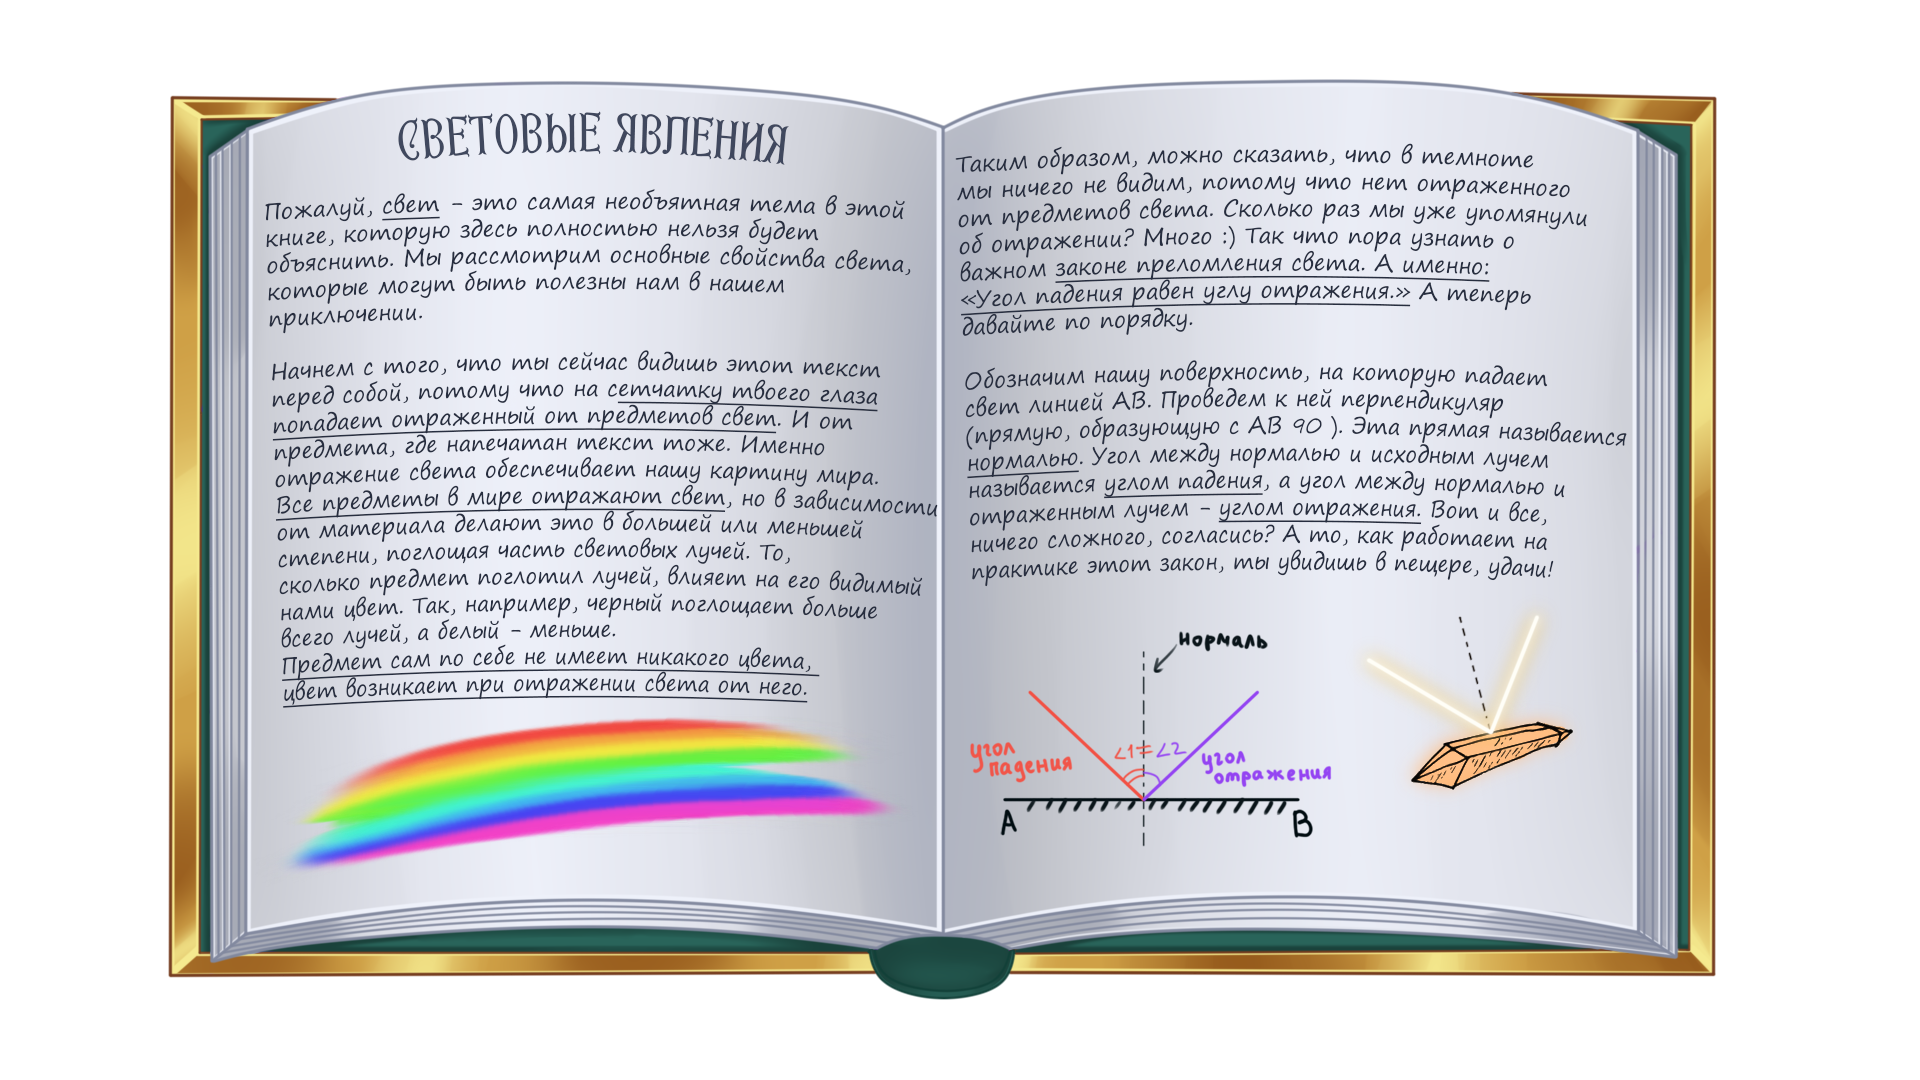 СВЕТОВЫЕ ЯВЛЕНИЯ
Пожалуй, свет - это самая необъятная тема в этой
книге, которую здесь полностью нельзя будет
объяснить. Мы рассмотрим основные свойства света,
которые могут быть полезны нам в нашем
приключении.
Начнем с того, что ты сейчас видишь этот текст
перед собой, потому что на сетчатку твоего глаза
попадает отраженный от предметов свет. И от
предмета, где напечатан текст тоже. Именно
отражение света обеспечивает нашу картину мира.
Все предметы в мире отражают свет, но в зависимости
от материала делают это в большей или меньшей
степени, поглощая часть световых лучей. То,
сколько предмет поглотил лучей, влияет на его видимый
нами цвет. Так, например, черный поглощает больше
всего лучей, а белый - меньше.
Предмет сам по себе не имеет никакого цвета,
цвет возникает при отражении света от него.
Таким образом, можно сказать, что в темноте
мы ничего не видим, потому что нет отраженного
от предметов света. Сколько раз мы уже упомянули
об отражении? Много :) Так что пора узнать о
важном законе преломления света. А именно:
«Угол падения равен углу отражения.» А теперь
давайте по порядку.
Обозначим нашу поверхность, на которую падает
свет линией АВ. Проведем к ней перпендикуляр
(прямую, образующую с АВ 90 ). Эта прямая называется
нормалью. Угол между нормалью и исходным лучем
называется углом падения, а угол между нормалью и
отраженным лучем - углом отражения. Вот и все,
ничего сложного, согласись? А то, как работает на
практике этот закон, ты увидишь в пещере, удачи!
нормаль
угол
падения
∠1=∠2
угол
отражения
А
В